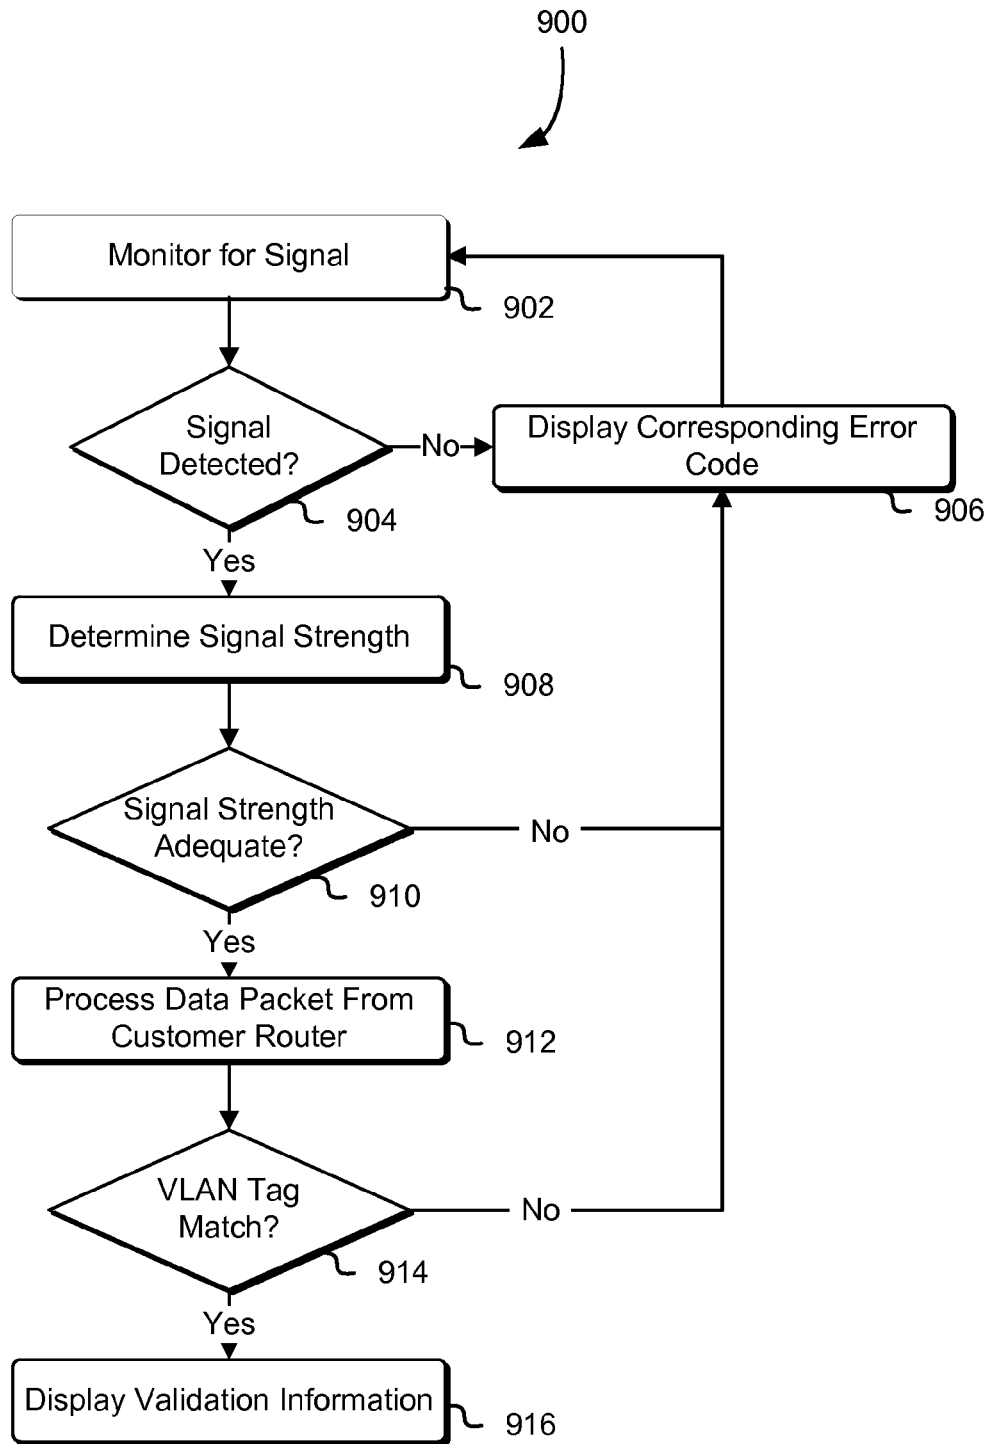 900
Monitor for Signal
902
Signal
Detected?
No
904
Display Corresponding Error
Code
906
Yes
Determine Signal Strength
908
Signal Strength
Adequate?
No
910
Yes
Process Data Packet From
Customer Router
912
VLAN Tag
Match?
No
914
Yes
Display Validation Information
916